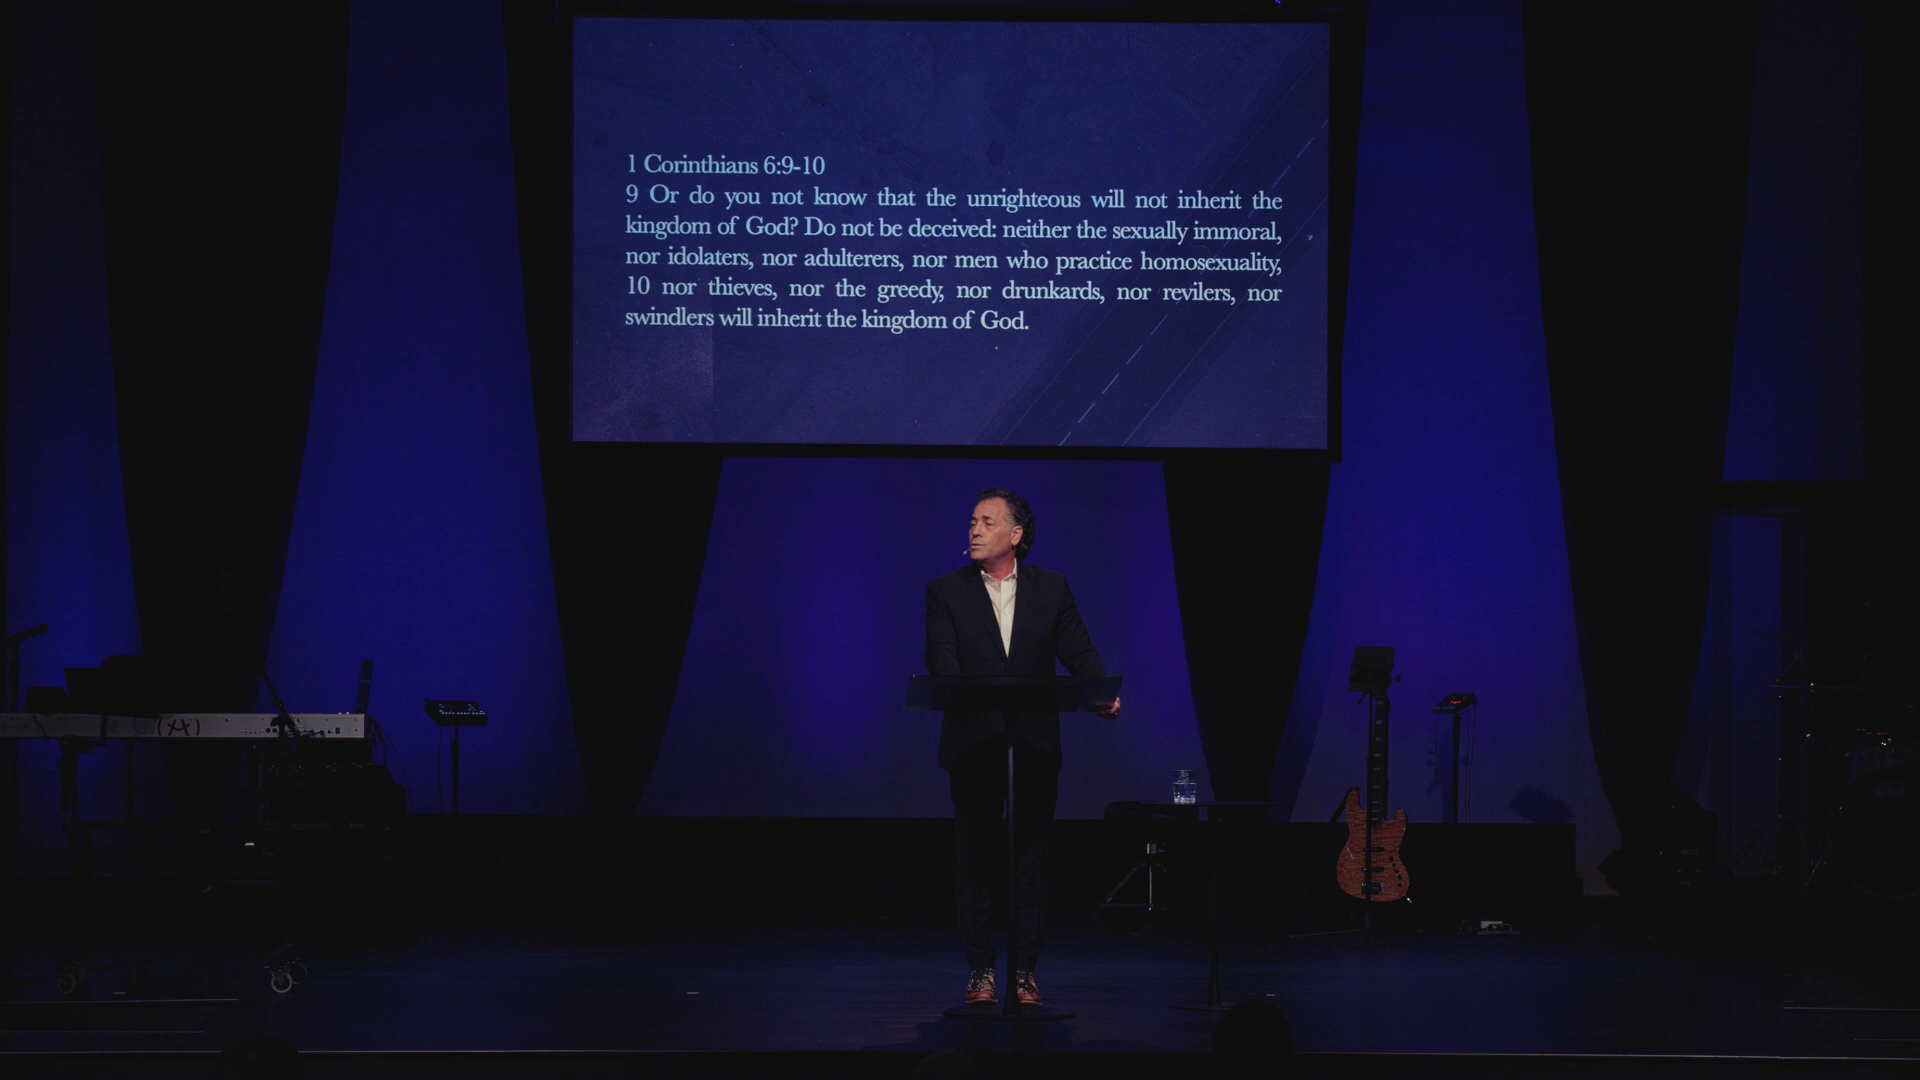 1 Corinthians 6:9-10
9 Or do you not know that the unrighteous will not inherit the
kingdom of God? Do not be deceived: neither the sexually immoral,
nor idolaters, nor adulterers, nor men who practice homosexuality,
10 nor thieves, nor the greedy, nor drunkards, nor revilers, nor
swindlers will inherit the kingdom of God.